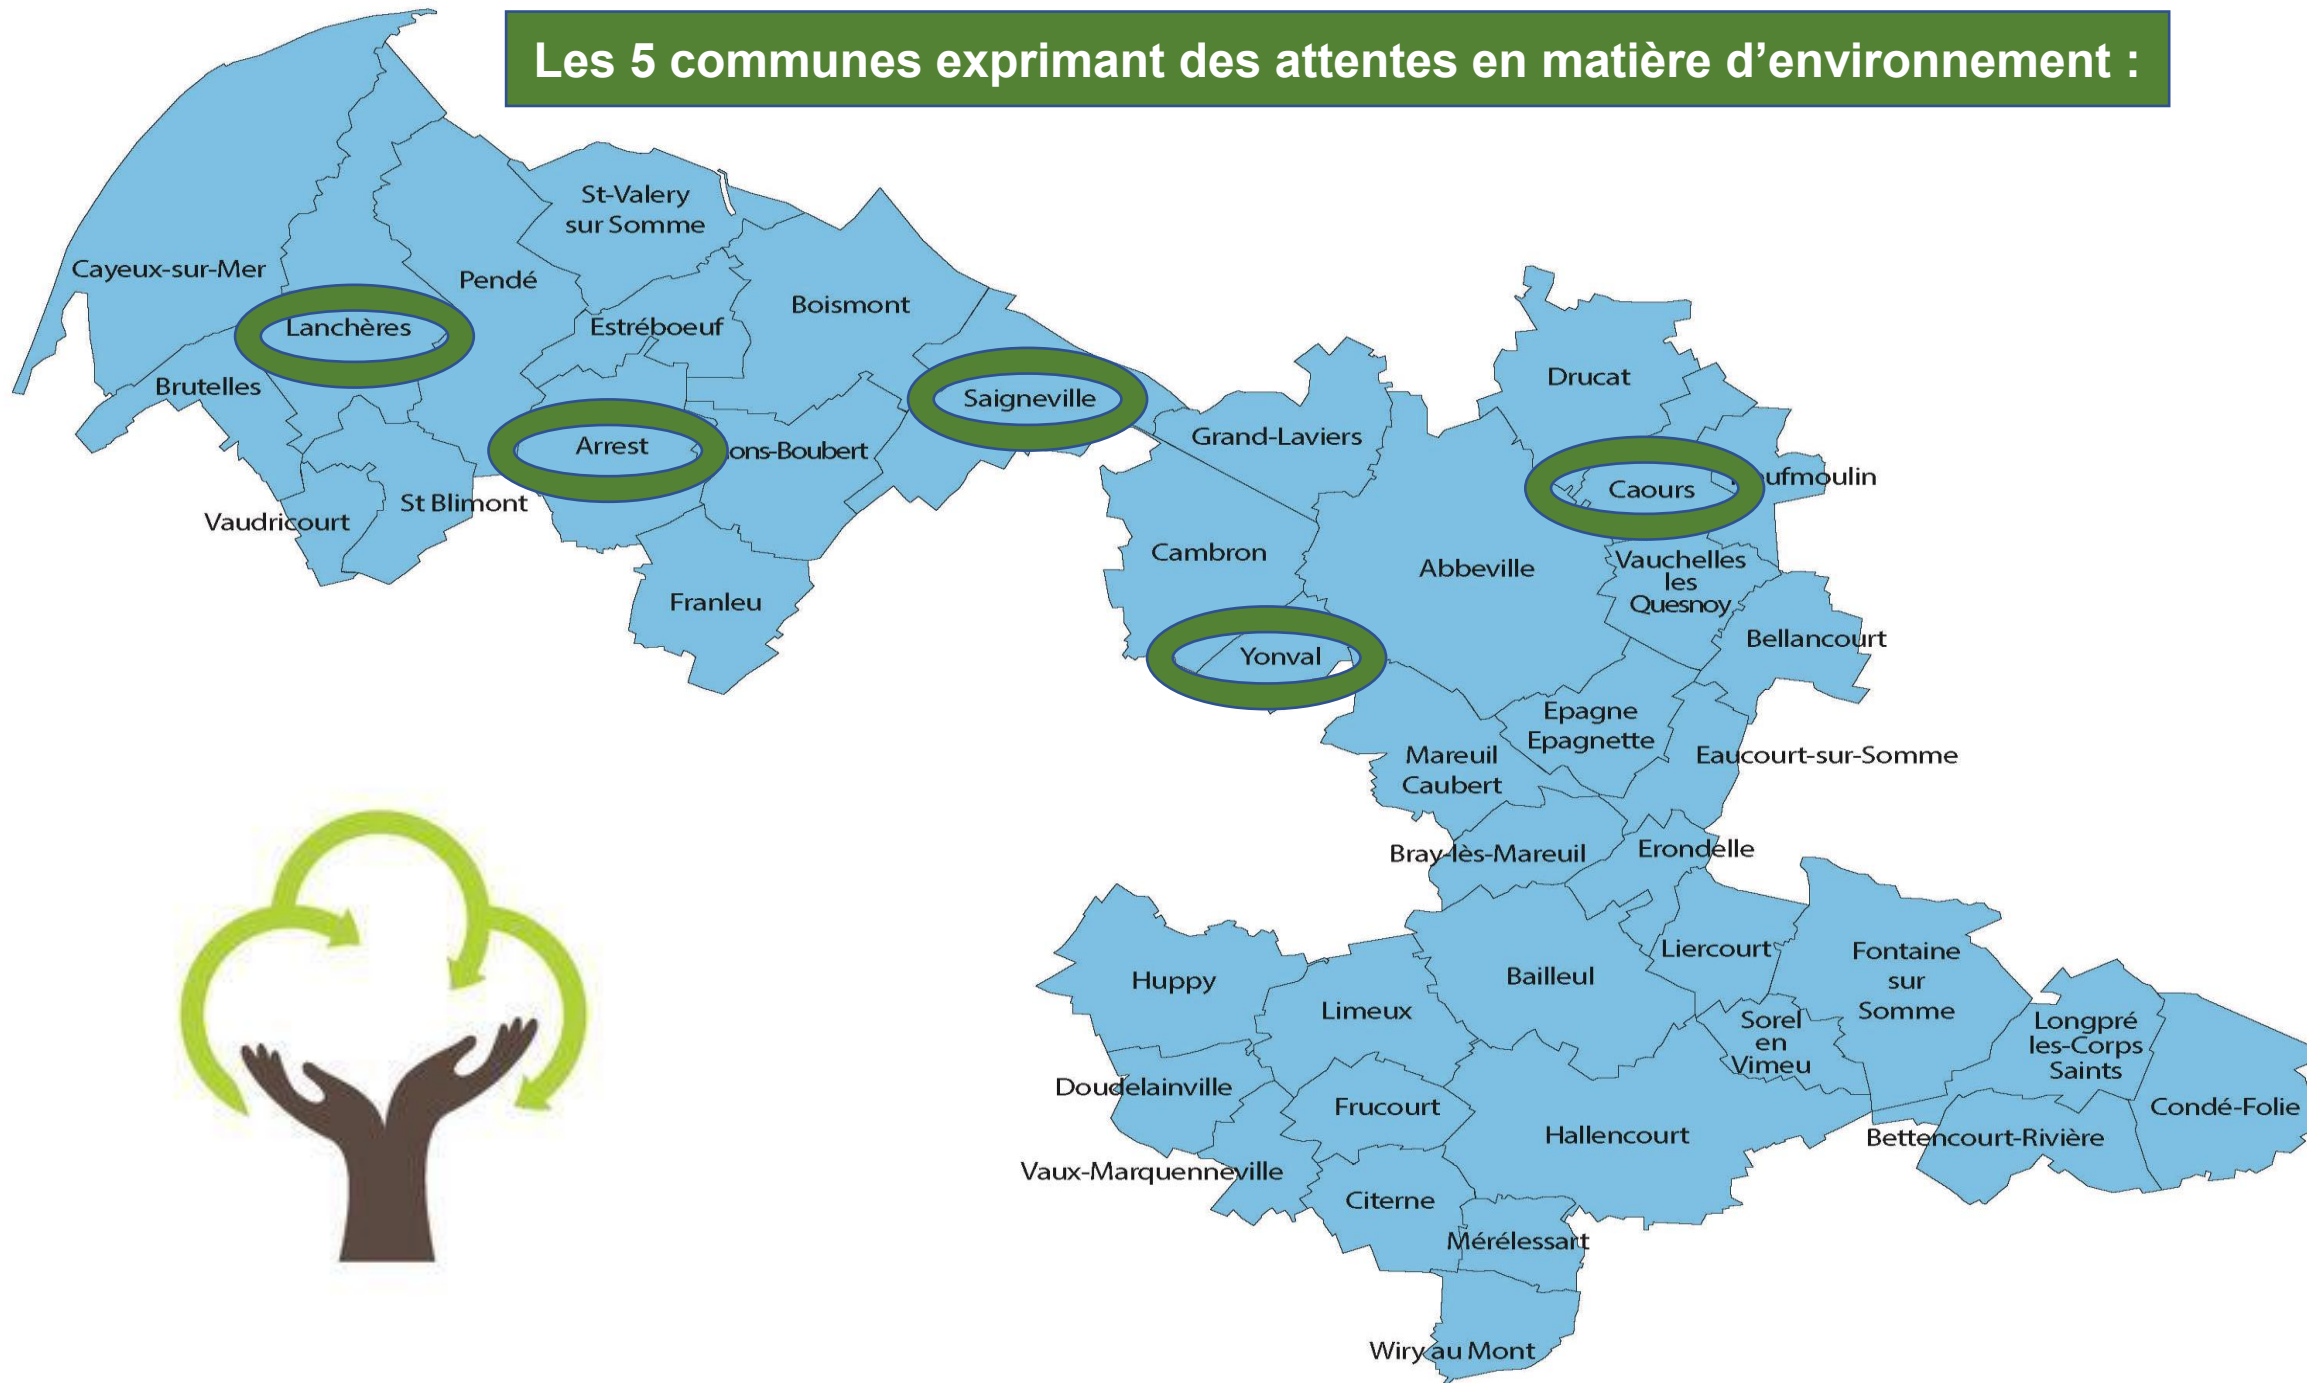 Les 5 communes exprimant des attentes en matière d’environnement :
St-Valery
sur Somme
Cayeux-sur-Mer
Pendé
Boismont
Lanchères
Estréboeuf
Brutelles
Saigneville
Drucat
Arrest
ons-Boubert
Grand-Laviers
Caours
ufmoulin
St Blimont
Vaudricourt
Cambron
Abbeville
Vauchelles
les
Quesnoy
Franleu
Bellancourt
Yonval
Epagne
Epagnette
Mareuil
Caubert
Eaucourt-sur-Somme
Bray-lès-Mareuil
Erondelle
Liercourt
Fontaine
sur
Somme
Huppy
Bailleul
Limeux
Sorel
en
Vimeu
Longpré
les-Corps
Saints
Doudelainville
Frucourt
Condé-Folie
Hallencourt
Bettencourt-Rivière
Vaux-Marquenneville
Citerne
Mérélessart
Wiry au Mont